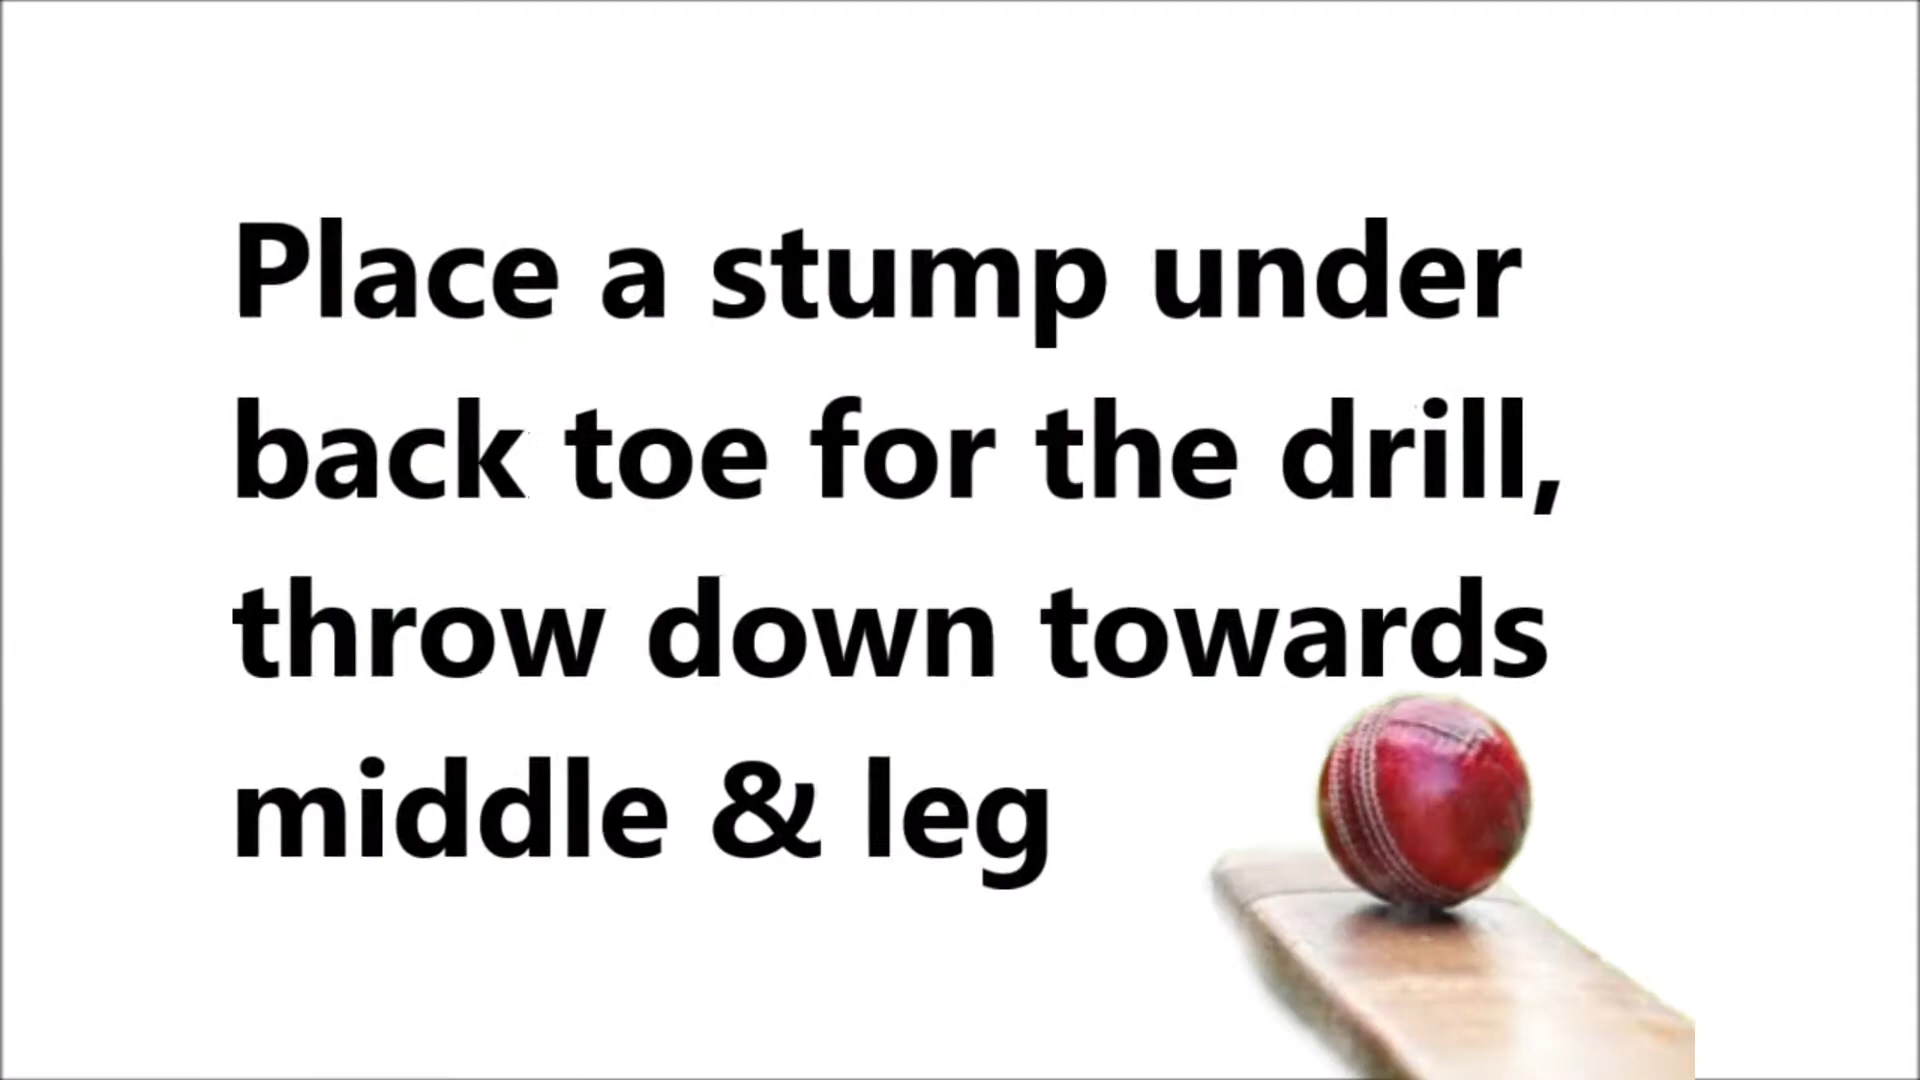 Place a stump under
back toe for the drill,
throw down towards
middle & leg